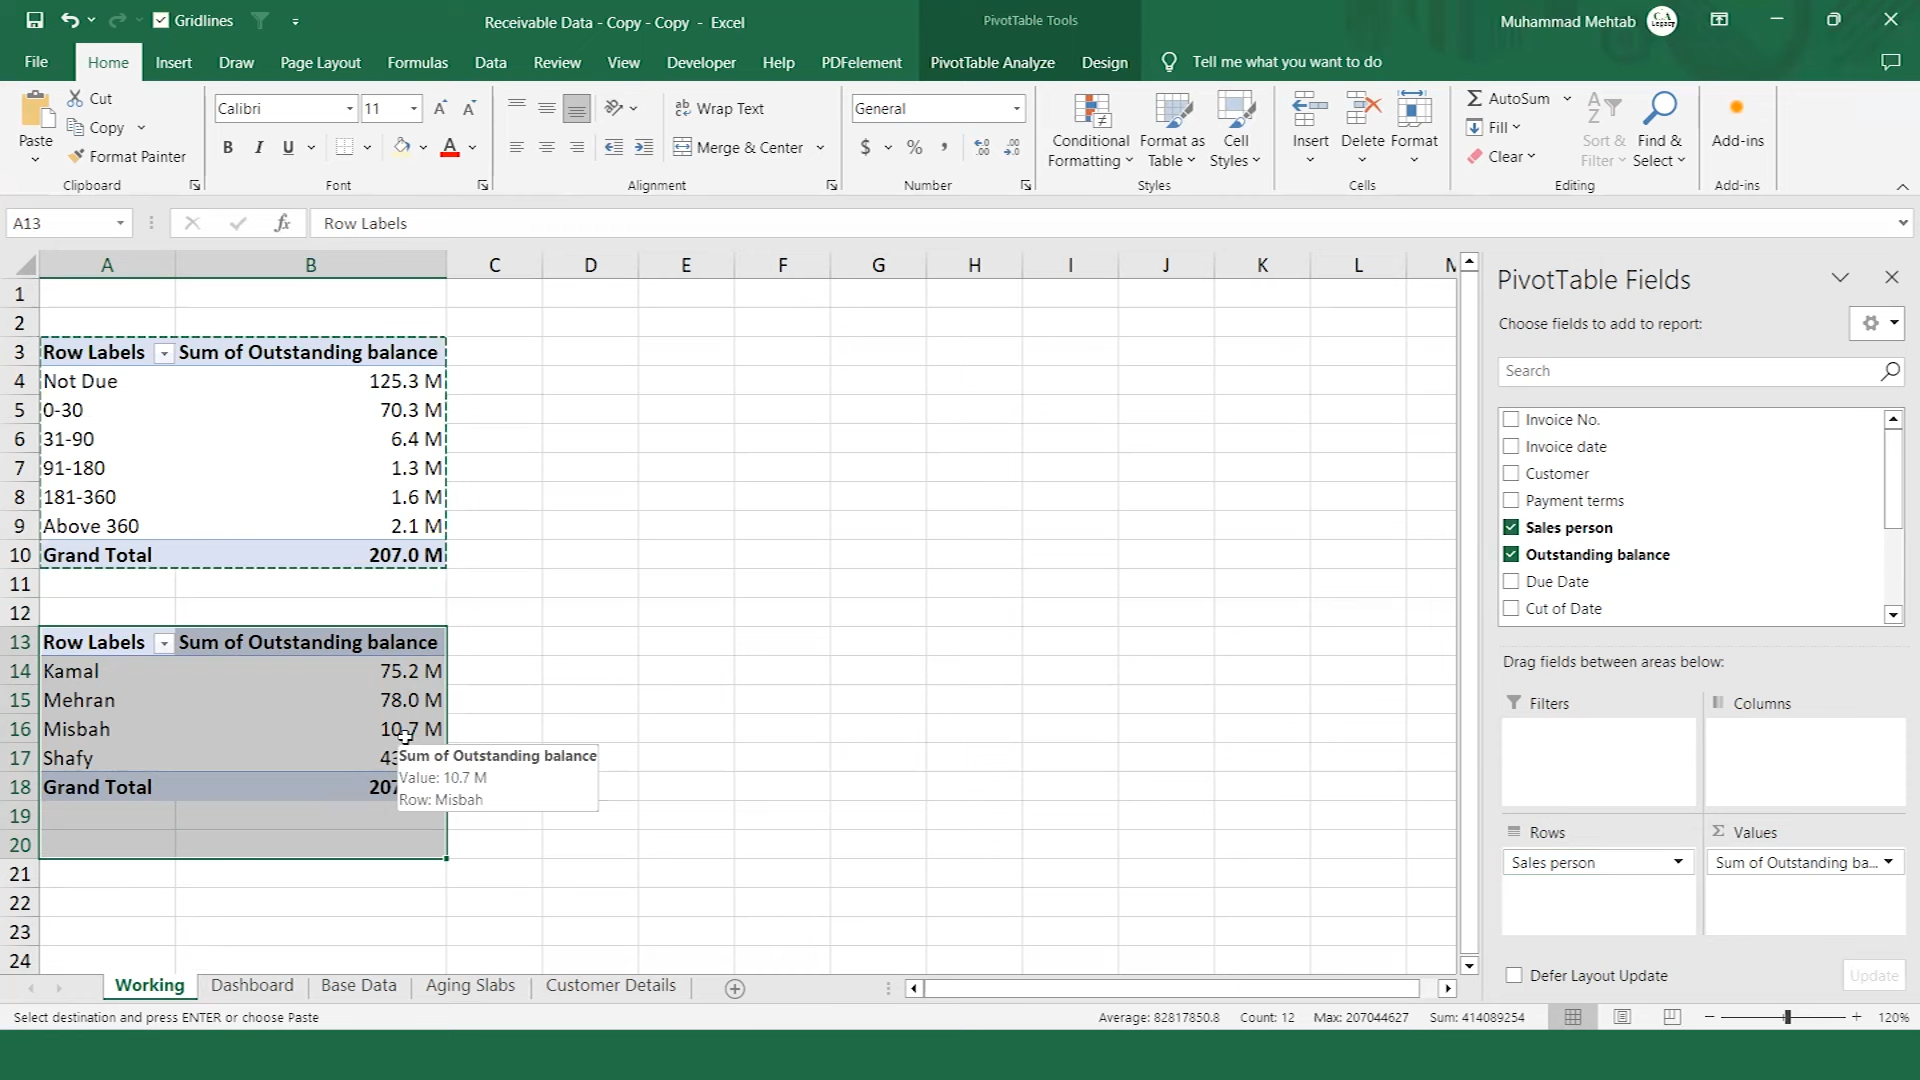 Gridlines
Receivable Data - Copy - Copy - Excel
PivotTable Tools
Muhammad Mehtab
File Home Insert Draw Page Layout Formulas Data Review View Developer Help PDFelement PivotTable Analyze Design Tell me what you want to do
Paste
Cut
Copy
Format Painter
Clipboard
Calibri 11
B I U
Font
Wrap Text
Merge & Center
Alignment
General
$ % ,
Number
Conditional Formatting
Format as Table
Cell Styles
Styles
Insert Delete Format
Cells
AutoSum
Fill
Clear
Sort & Filter
Find & Select
Editing
Add-ins
Add-ins
A13 fx Row Labels
A B C D E F G H I J K L
1
2
3 Row Labels Sum of Outstanding balance
4 Not Due 125.3 M
5 0-30 70.3 M
6 31-90 6.4 M
7 91-180 1.3 M
8 181-360 1.6 M
9 Above 360 2.1 M
10 Grand Total 207.0 M
11
12
13 Row Labels Sum of Outstanding balance
14 Kamal 75.2 M
15 Mehran 78.0 M
16 Misbah 10.7 M
17 Shafy
18 Grand Total
19
20
21
22
23
24
Sum of Outstanding balance
Value: 10.7 M
Row: Misbah
PivotTable Fields
Choose fields to add to report:
Search
Invoice No.
Invoice date
Customer
Payment terms
Sales person
Outstanding balance
Due Date
Cut of Date
Drag fields between areas below:
Filters
Columns
Rows
Values
Sales person
Sum of Outstanding ba...
Defer Layout Update
Update
Working Dashboard Base Data Aging Slabs Customer Details
Select destination and press ENTER or choose Paste
Average: 82817850.8 Count: 12 Max: 207044627 Sum: 414089254
120%